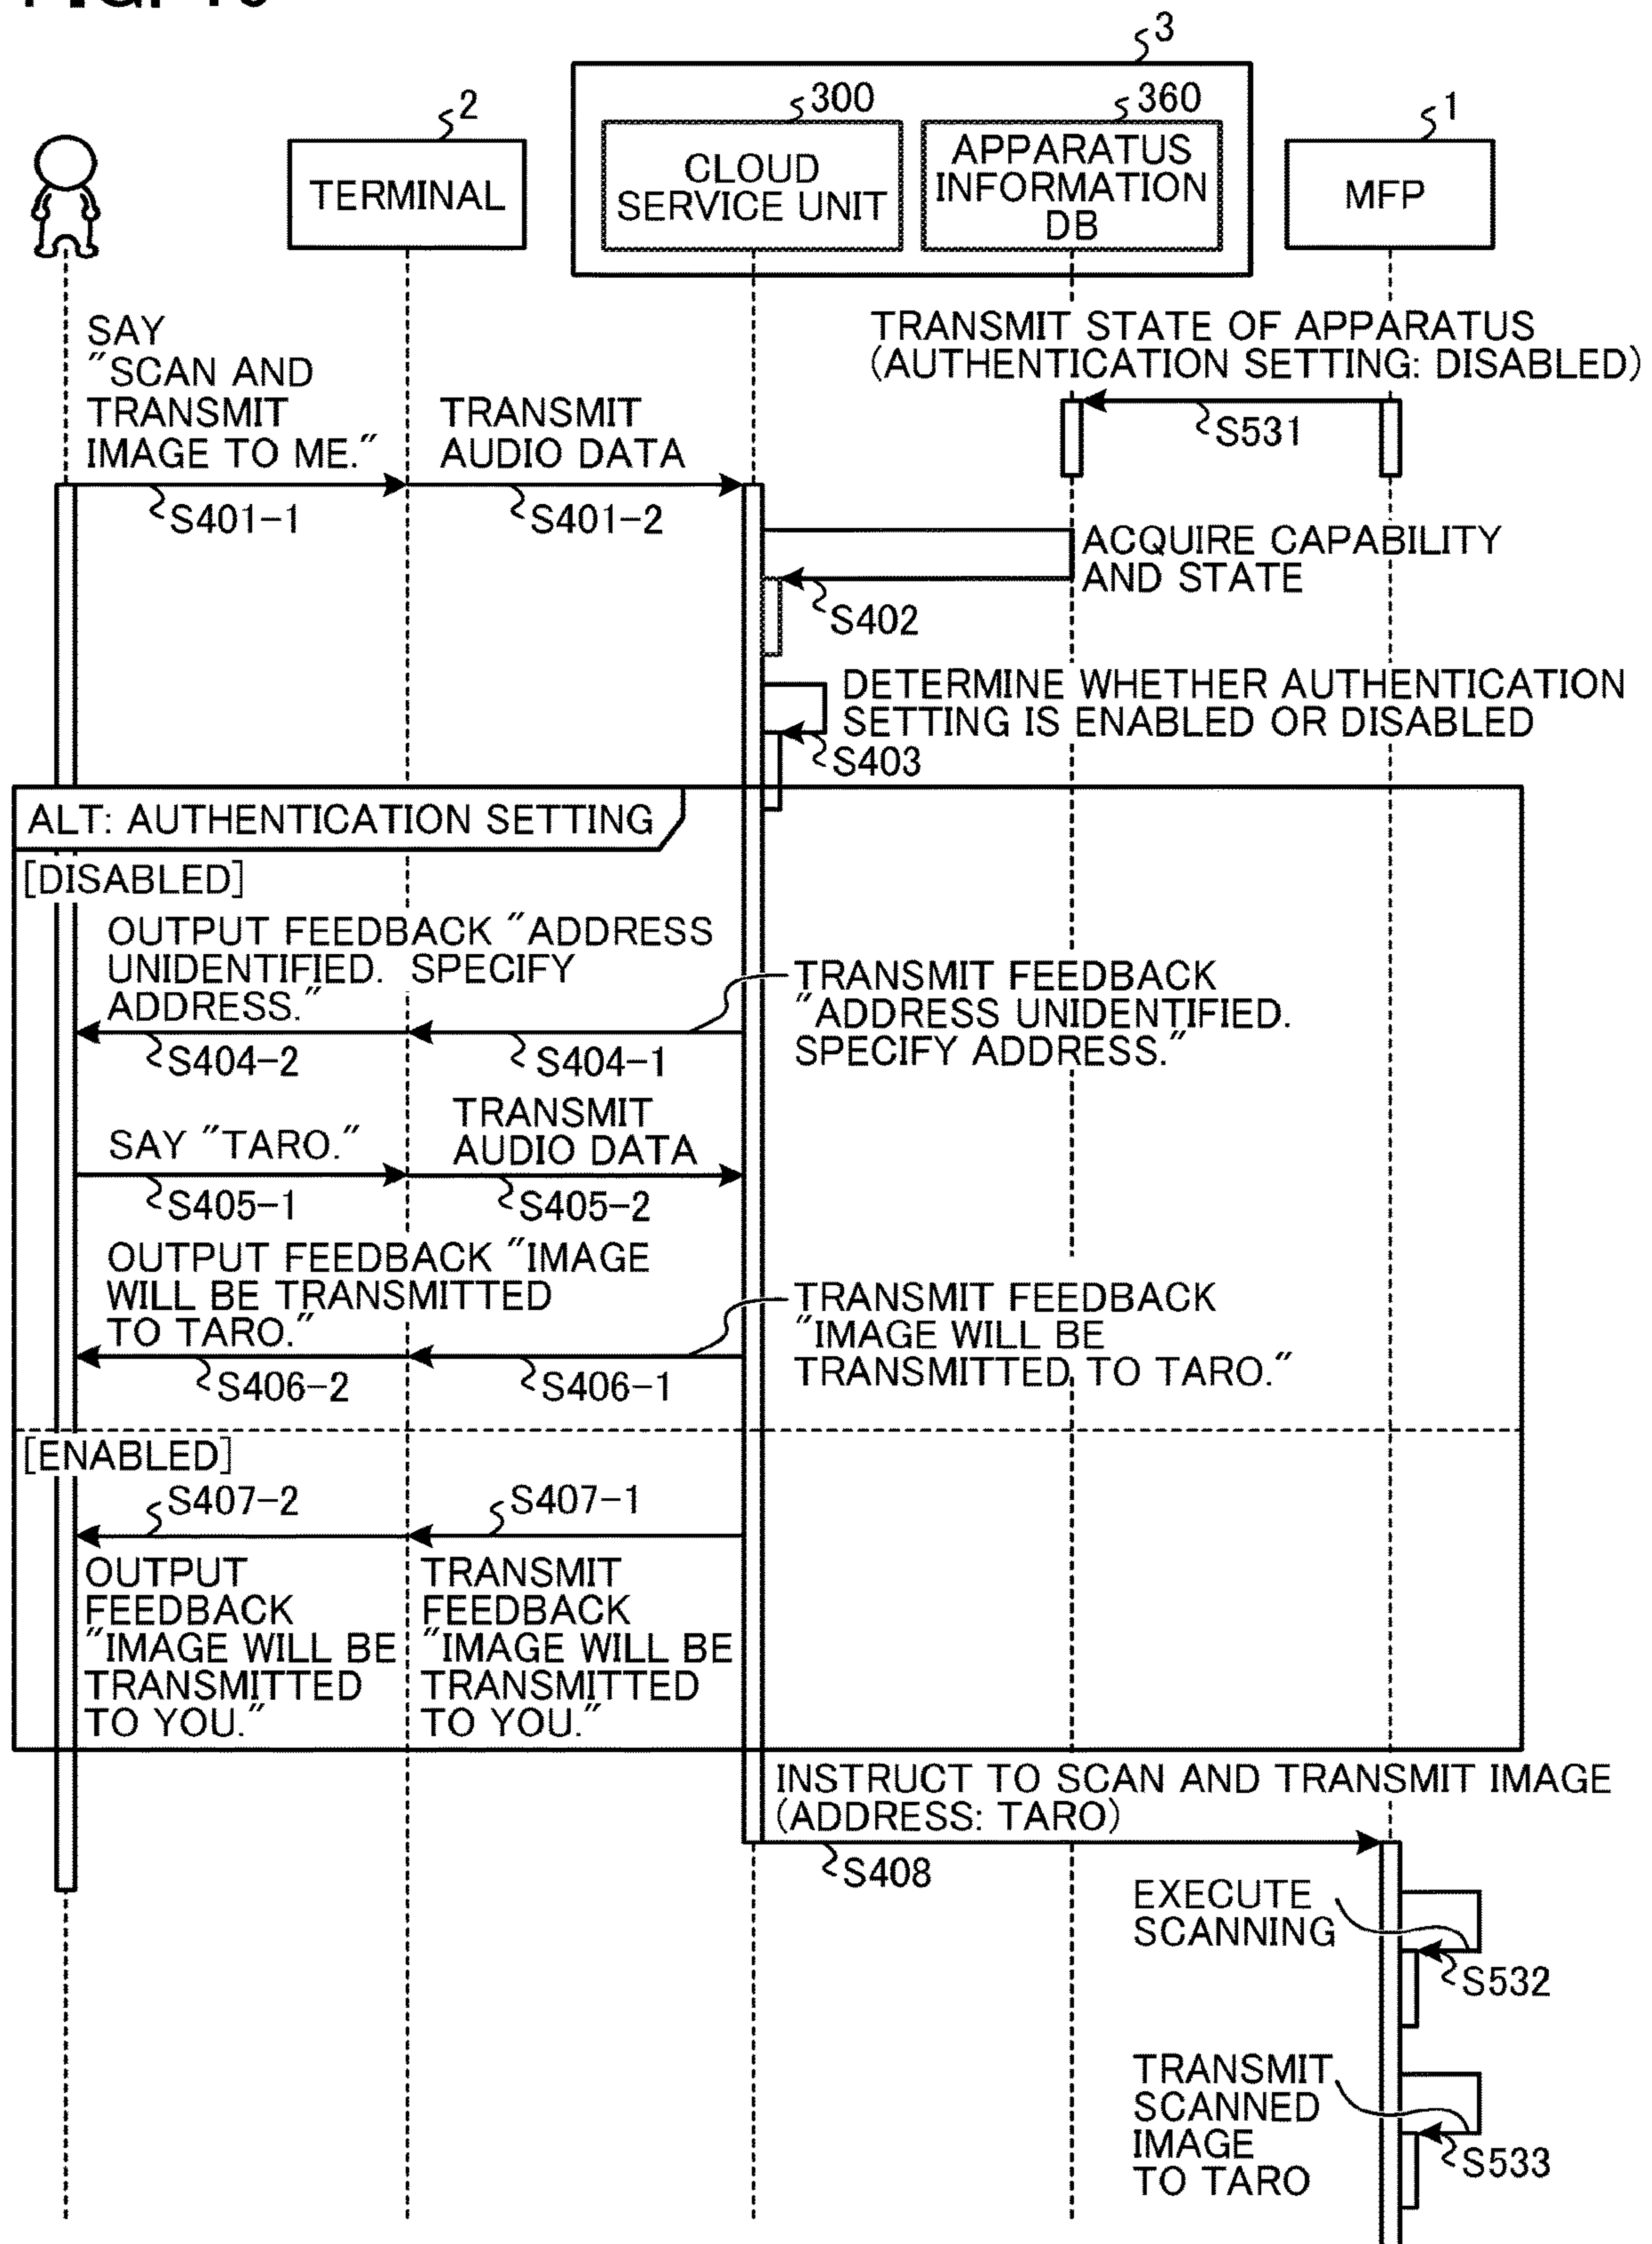 3
2
300
360
1
TERMINAL
CLOUD
SERVICE UNIT
APPARATUS
INFORMATION
DB
MFP
TRANSMIT STATE OF APPARATUS
(AUTHENTICATION SETTING: DISABLED)
S531
SAY
"SCAN AND
TRANSMIT
IMAGE TO ME."
TRANSMIT
AUDIO DATA
S401-1
S401-2
ACQUIRE CAPABILITY
AND STATE
S402
DETERMINE WHETHER AUTHENTICATION
SETTING IS ENABLED OR DISABLED
S403
ALT: AUTHENTICATION SETTING
[DISABLED]
OUTPUT FEEDBACK "ADDRESS
UNIDENTIFIED. SPECIFY
ADDRESS."
TRANSMIT FEEDBACK
"ADDRESS UNIDENTIFIED.
SPECIFY ADDRESS."
S404-2
S404-1
SAY "TARO."
TRANSMIT
AUDIO DATA
S405-1
S405-2
OUTPUT FEEDBACK "IMAGE
WILL BE TRANSMITTED
TO TARO."
TRANSMIT FEEDBACK
"IMAGE WILL BE
TRANSMITTED TO TARO."
S406-2
S406-1
[ENABLED]
S407-2
S407-1
OUTPUT
FEEDBACK
"IMAGE WILL BE
TRANSMITTED
TO YOU."
TRANSMIT
FEEDBACK
"IMAGE WILL BE
TRANSMITTED
TO YOU."
INSTRUCT TO SCAN AND TRANSMIT IMAGE
(ADDRESS: TARO)
S408
EXECUTE
SCANNING
S532
TRANSMIT
SCANNED
IMAGE
TO TARO
S533